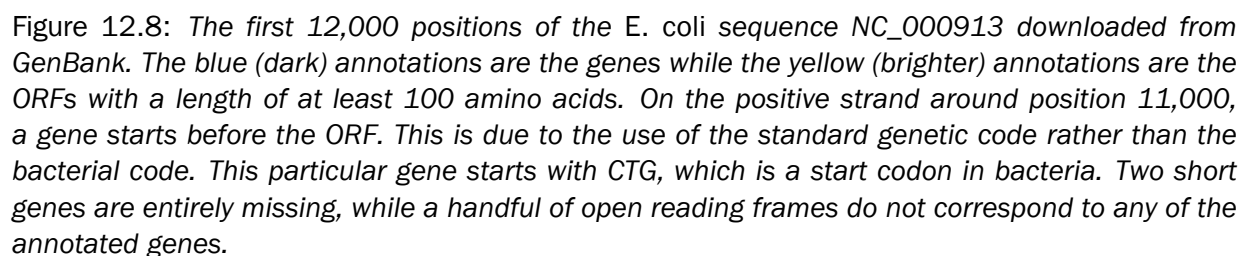 Figure 12.8: The first 12,000 positions of the E. coli sequence NC_000913 downloaded from
GenBank. The blue (dark) annotations are the genes while the yellow (brighter) annotations are the
ORFs with a length of at least 100 amino acids. On the positive strand around position 11,000,
a gene starts before the ORF. This is due to the use of the standard genetic code rather than the
bacterial code. This particular gene starts with CTG, which is a start codon in bacteria. Two short
genes are entirely missing, while a handful of open reading frames do not correspond to any of the
annotated genes.